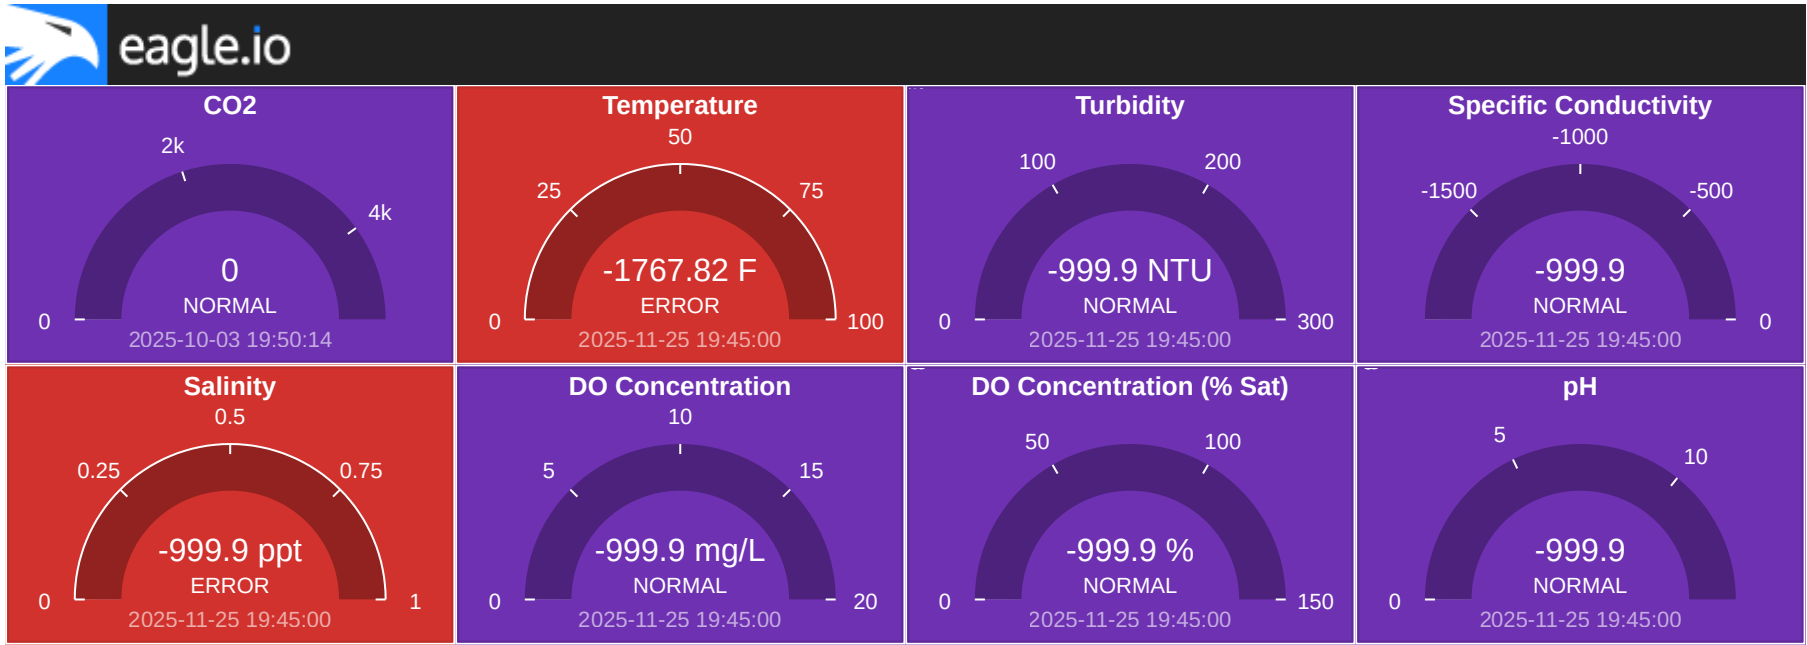 eagle.io
CO2
2k
4k
0
0
NORMAL
2025-10-03 19:50:14
Temperature
50
25
75
-1767.82 F
ERROR
0
100
2025-11-25 19:45:00
Turbidity
100
200
-999.9 NTU
NORMAL
0
300
2025-11-25 19:45:00
Specific Conductivity
-1000
-1500
-500
-999.9
NORMAL
0
2025-11-25 19:45:00
Salinity
0.5
0.25
0.75
-999.9 ppt
ERROR
0
1
2025-11-25 19:45:00
DO Concentration
10
5
15
-999.9 mg/L
NORMAL
0
20
2025-11-25 19:45:00
DO Concentration (% Sat)
50
100
-999.9 %
NORMAL
0
150
2025-11-25 19:45:00
pH
5
10
-999.9
NORMAL
0
2025-11-25 19:45:00